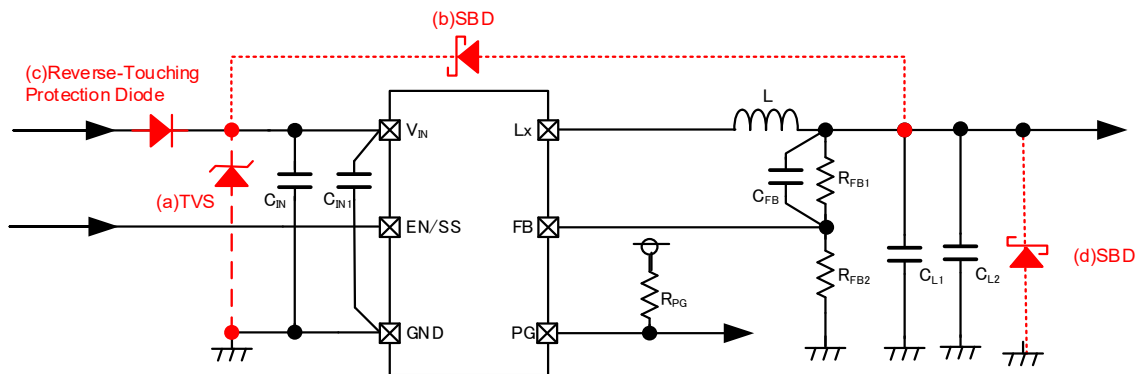 (b)SBD
(c)Reverse-Touching
Protection Diode
L
VIN
Lx
(a)TVS
CIN
CIN1
CFB
RFB1
EN/SS
FB
RFB2
CL1
CL2
(d)SBD
RPG
GND
PG